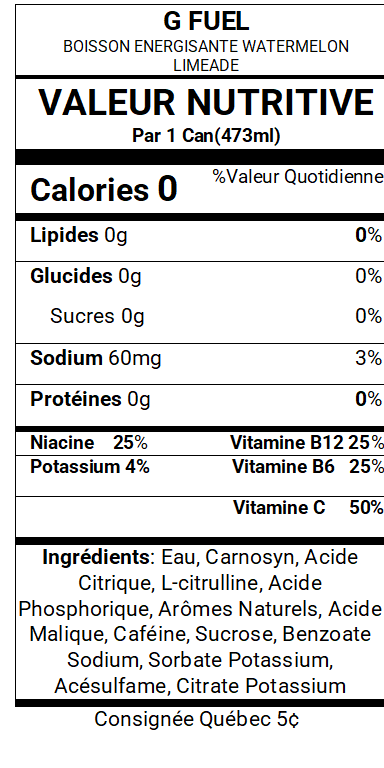 G FUEL
BOISSON ENERGISANTE WATERMELON
LIMEADE
VALEUR NUTRITIVE
Par 1 Can(473ml)
Calories 0 %Valeur Quotidienne
Lipides 0g 0%
Glucides 0g 0%
Sucres 0g 0%
Sodium 60mg 3%
Protéines 0g 0%
Niacine 25% Vitamine B12 25%
Potassium 4% Vitamine B6 25%
Vitamine C 50%
Ingrédients: Eau, Carnosyn, Acide
Citrique, L-citrulline, Acide
Phosphorique, Arômes Naturels, Acide
Malique, Caféine, Sucrose, Benzoate
Sodium, Sorbate Potassium,
Acésulfame, Citrate Potassium
Consignée Québec 5¢